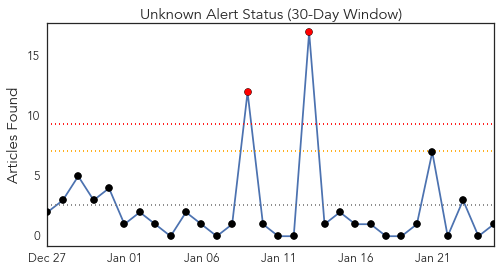 Unknown Alert Status (30-Day Window)
Articles Found
15
10
5
0
Dec 27 Jan 01 Jan 06 Jan 11 Jan 16 Jan 21